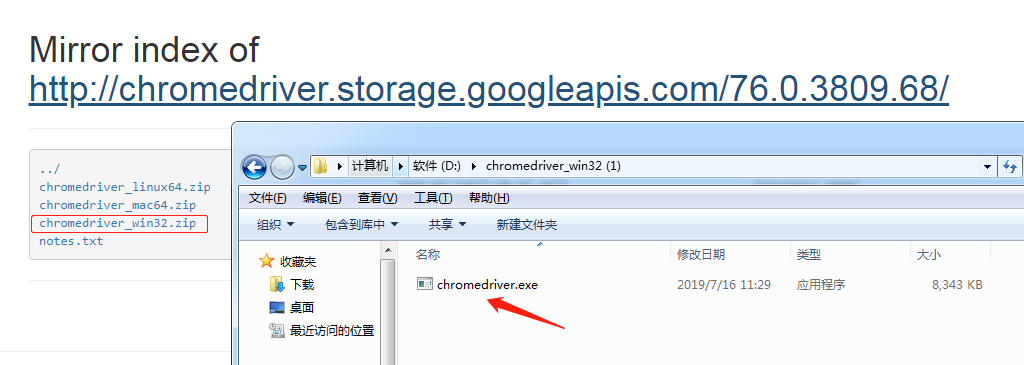 Mirror index of
http://chromedriver.storage.googleapis.com/76.0.3809.68/
../
chromedriver_linux64.zip
chromedriver_mac64.zip
chromedriver_win32.zip
notes.txt
计算机 软件 (D:) chromedriver_win32 (1)
文件(F) 编辑(E) 查看(V) 工具(T) 帮助(H)
组织 包含到库中 共享 新建文件夹
收藏夹
下载
桌面
最近访问的位置
名称 修改日期 类型 大小
chromedriver.exe 2019/7/16 11:29 应用程序 8,343 KB